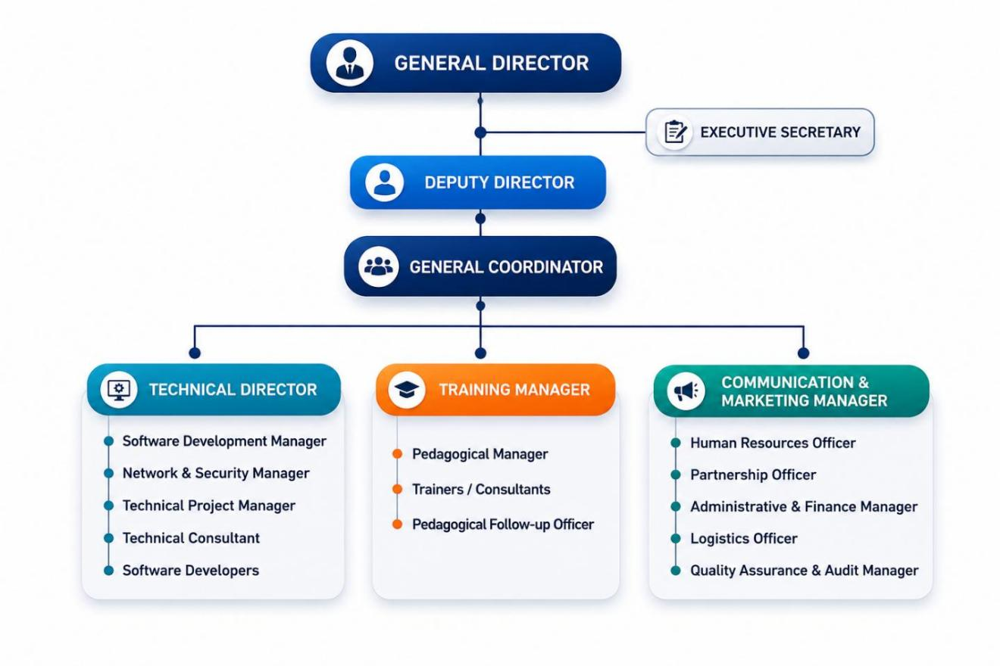 GENERAL DIRECTOR
EXECUTIVE SECRETARY
DEPUTY DIRECTOR
GENERAL COORDINATOR
TECHNICAL DIRECTOR
Software Development Manager
Network & Security Manager
Technical Project Manager
Technical Consultant
Software Developers
TRAINING MANAGER
Pedagogical Manager
Trainers / Consultants
Pedagogical Follow-up Officer
COMMUNICATION &
MARKETING MANAGER
Human Resources Officer
Partnership Officer
Administrative & Finance Manager
Logistics Officer
Quality Assurance & Audit Manager